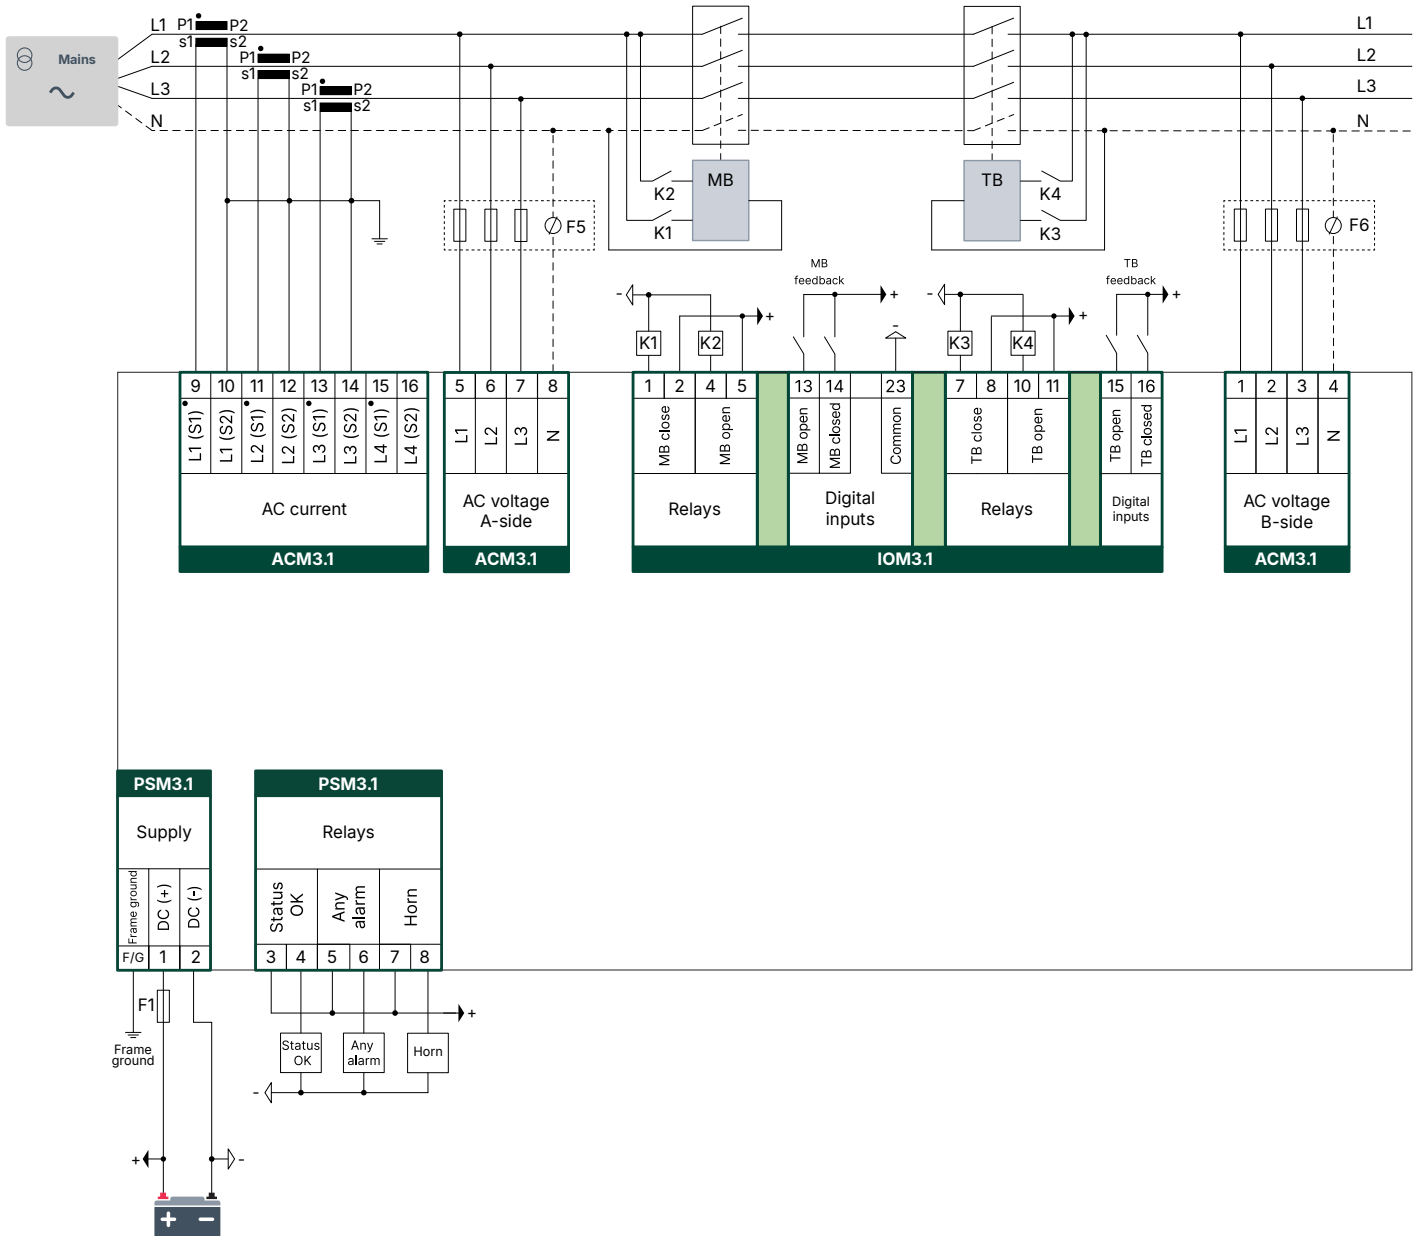 L1 P1 P2 L1
s1 s2
Mains L2 P1 P2 L2
s1 s2
L3 P1 P2 L3
s1 s2
N N
MB TB
K2 K4
F5 K1 K3 F6
MB
feedback
TB
feedback
- + - - +
+ +
K1 K2 K3 K4
9 10 11 12 13 14 15 16
L1 (S1) L1 (S2) L2 (S1) L2 (S2) L3 (S1) L3 (S2) L4 (S1) L4 (S2)
AC current
ACM3.1
5 6 7 8
L1 L2 L3 N
AC voltage
A-side
ACM3.1
1 2 4 5
MB close MB open
Relays
13 14 23
MB open MB closed Common
Digital
inputs
7 8 10 11
TB close TB open
Relays
15 16
TB open TB closed
Digital
inputs
IOM3.1
1 2 3 4
L1 L2 L3 N
AC voltage
B-side
ACM3.1
PSM3.1
Supply
Frame ground DC (+) DC (-)
F/G 1 2
PSM3.1
Relays
Status
OK
Any
alarm
Horn
3 4 5 6 7 8
F1
Frame
ground
+
Status
OK
Any
alarm
Horn
-
+ -
+ −